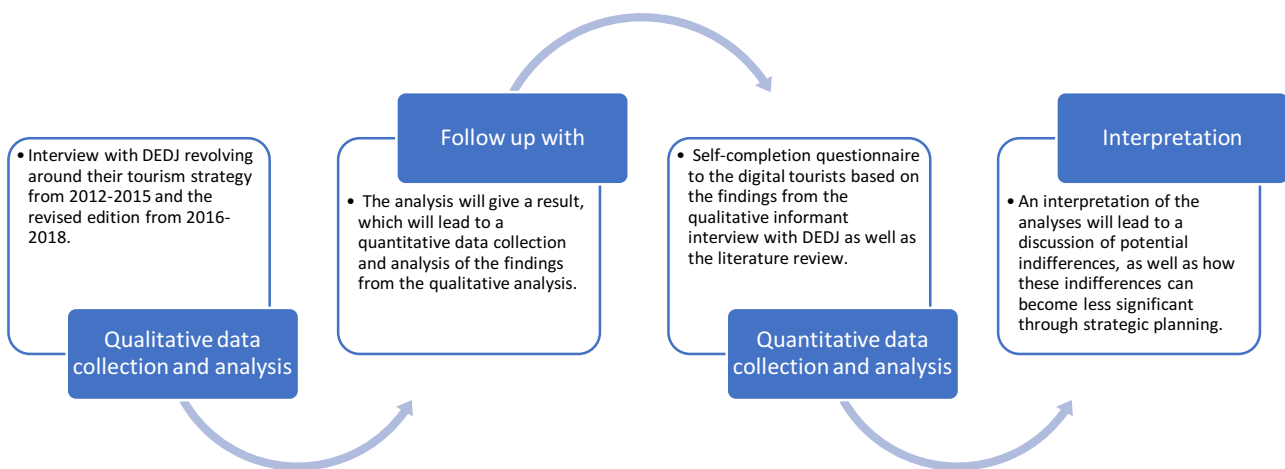 • Interview with DEDJ revolving
around their tourism strategy
from 2012-2015 and the
revised edition from 2016-
2018.
Qualitative data
collection and analysis
Follow up with
• The analysis will give a result,
which will lead to a
quantitative data collection
and analysis of the findings
from the qualitative analysis.
• Self-completion questionnaire
to the digital tourists based on
the findings from the
qualitative informant
interview with DEDJ as well as
the literature review.
Quantitative data
collection and analysis
Interpretation
• An interpretation of the
analyses will lead to a
discussion of potential
indifferences, as well as how
these indifferences can
become less significant
through strategic planning.